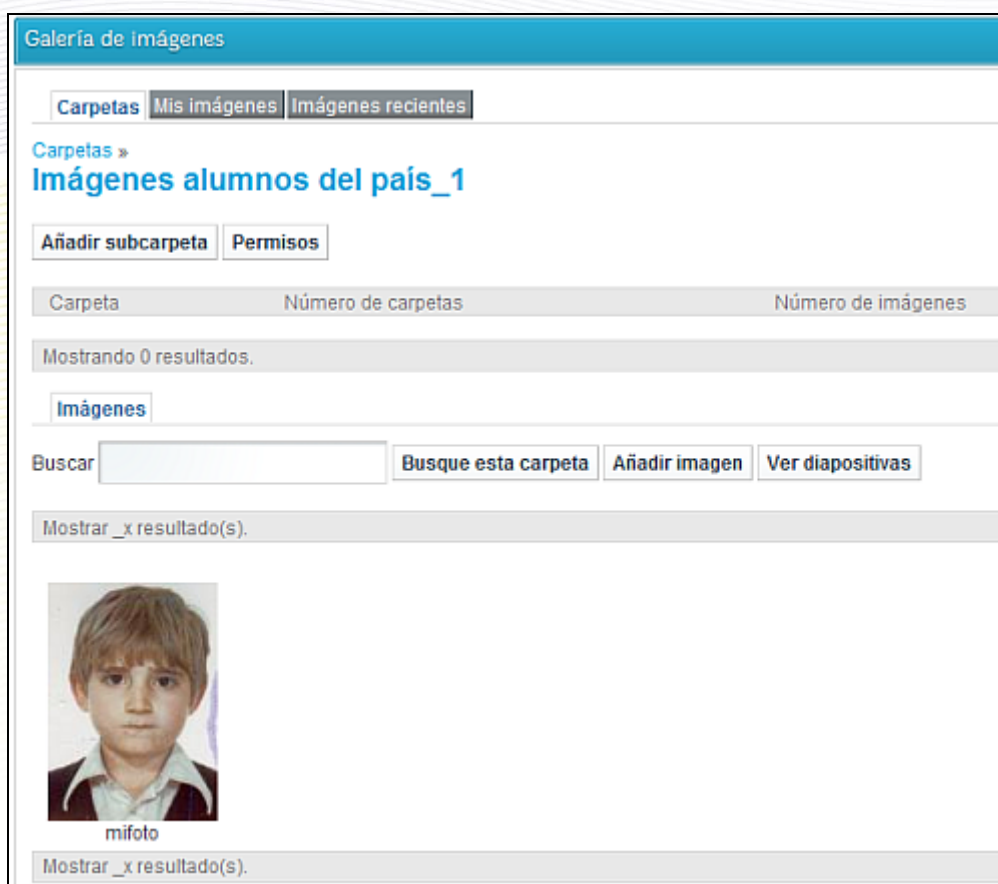 Galería de imágenes
Carpetas Mis imágenes Imágenes recientes
Carpetas »
Imágenes alumnos del país_1
Añadir subcarpeta Permisos
Carpeta Número de carpetas Número de imágenes
Mostrando 0 resultados.
Imágenes
Buscar Busque esta carpeta Añadir imagen Ver diapositivas
Mostrar _x resultado(s).
mifoto
Mostrar _x resultado(s).